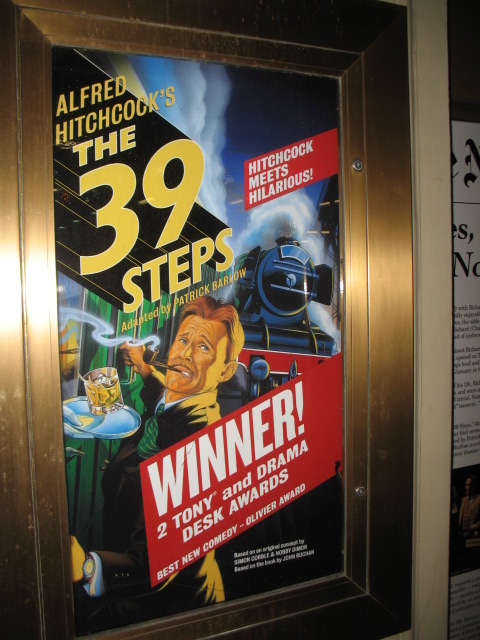 ALFRED
HITCHCOCK'S
THE
39
STEPS
Adapted by PATRICK BARLOW
HITCHCOCK
MEETS
HILARIOUS!
WINNER!
2 TONY® and DRAMA
DESK AWARDS
BEST NEW COMEDY - OLIVIER AWARD
Based on an original concept by
SIMON CORBLE & NOBBY DIMON
Based on the book by JOHN BUCHAN
es,
No